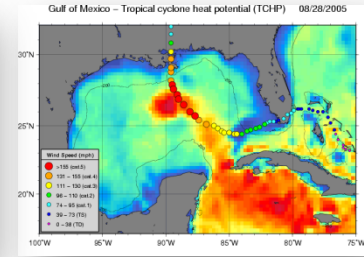 Gulf of Mexico – Tropical cyclone heat potential (TCHP) 08/28/2005
30°N
25°N
20°N
Wind Speed (mph)
>155 (cat.5)
131 – 155 (cat.4)
111 – 130 (cat.3)
96 – 110 (cat.2)
74 – 95 (cat.1)
39 – 73 (TS)
0 – 38 (TD)
100°W 95°W 90°W 85°W 80°W 75°W